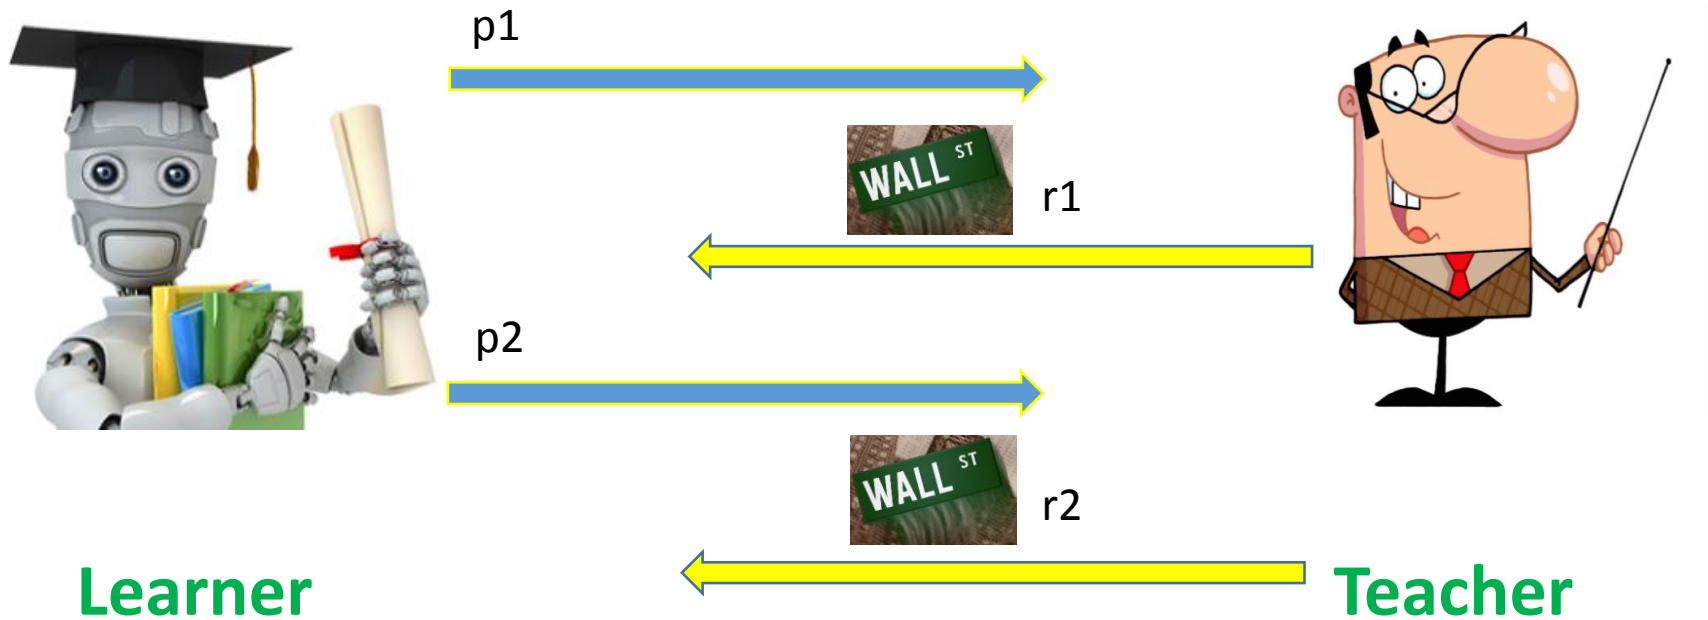 p1
WALL ST
r1
p2
WALL ST
r2
Learner
Teacher